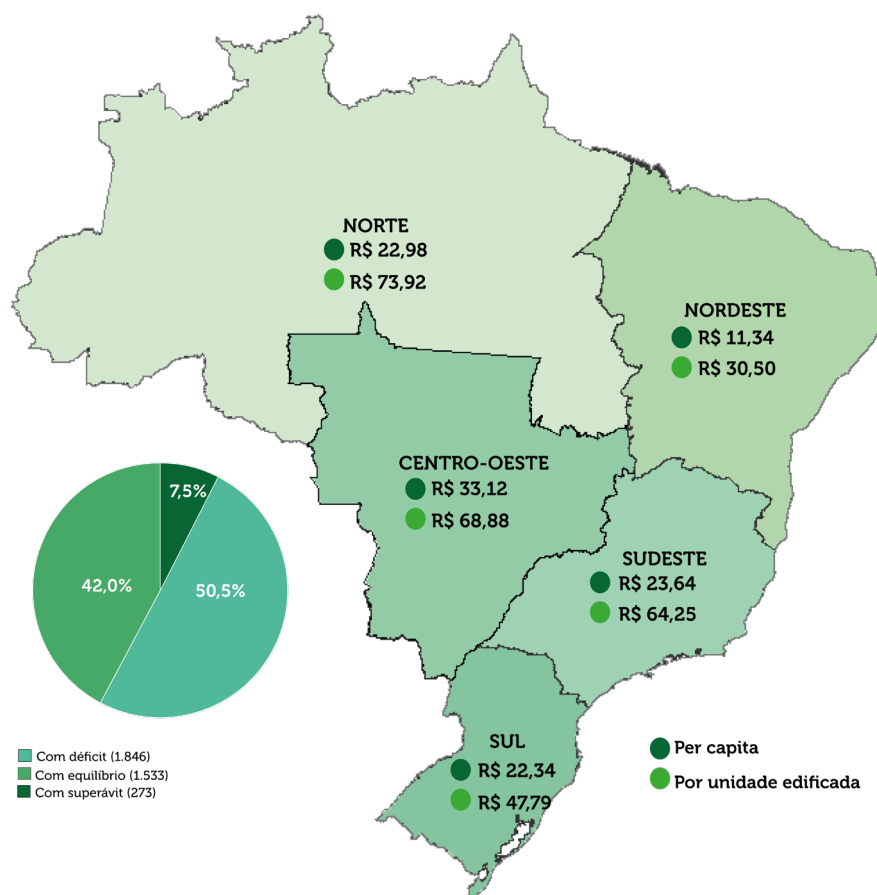 NORTE
R$ 22,98
R$ 73,92
NORDESTE
R$ 11,34
R$ 30,50
CENTRO-OESTE
R$ 33,12
R$ 68,88
SUDESTE
R$ 23,64
R$ 64,25
SUL
R$ 22,34
R$ 47,79
7,5%
42,0%
50,5%
Com déficit (1.846)
Com equilíbrio (1.533)
Com superávit (273)
Per capita
Por unidade edificada